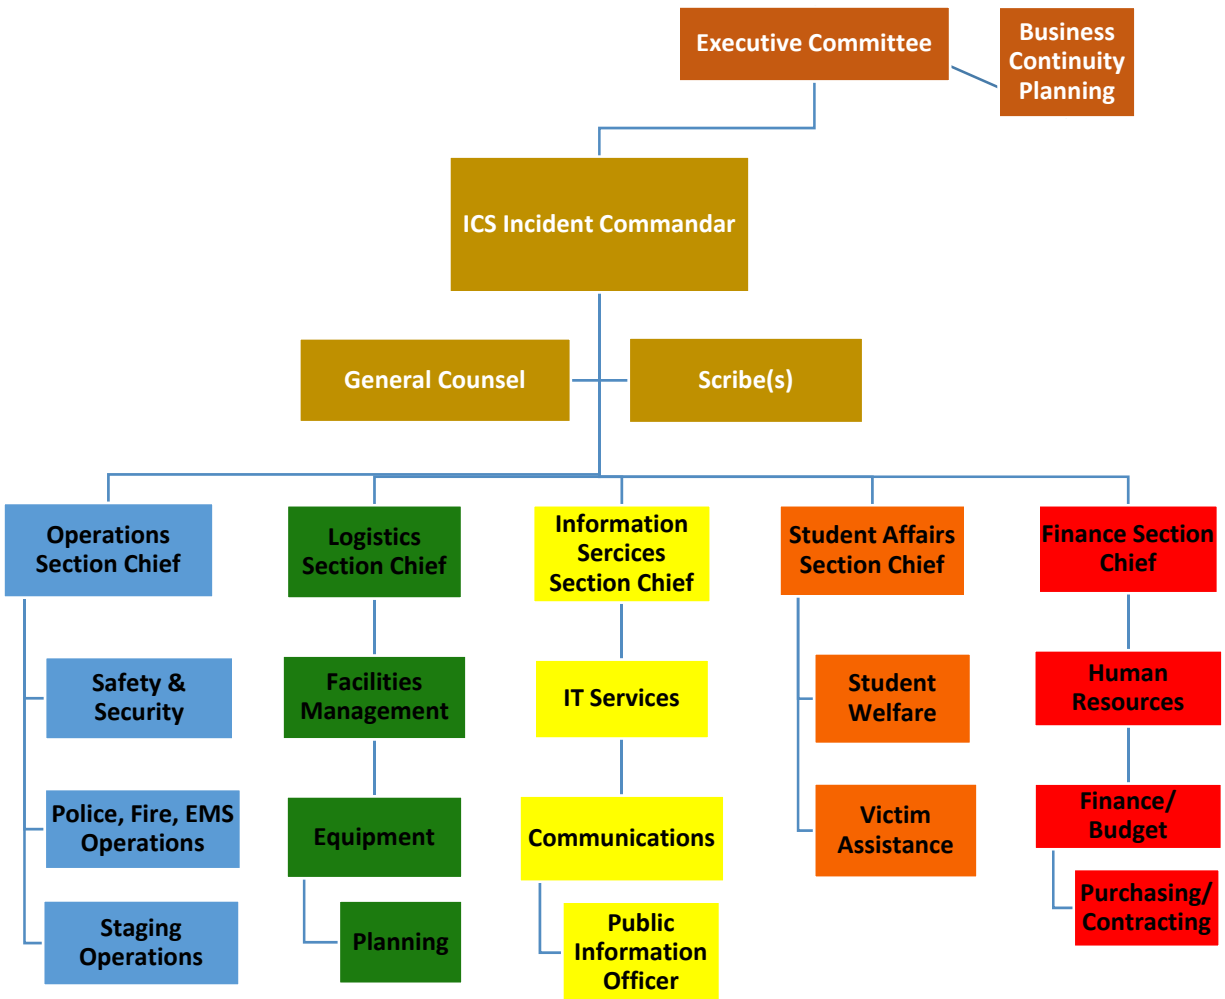 Executive Committee
Business
Continuity
Planning
ICS Incident Commandar
General Counsel
Scribe(s)
Operations
Section Chief
Logistics
Section Chief
Information
Sercices
Section Chief
Student Affairs
Section Chief
Finance Section
Chief
Safety &
Security
Facilities
Management
IT Services
Student
Welfare
Human
Resources
Police, Fire, EMS
Operations
Equipment
Communications
Victim
Assistance
Finance/
Budget
Staging
Operations
Planning
Public
Information
Officer
Purchasing/
Contracting